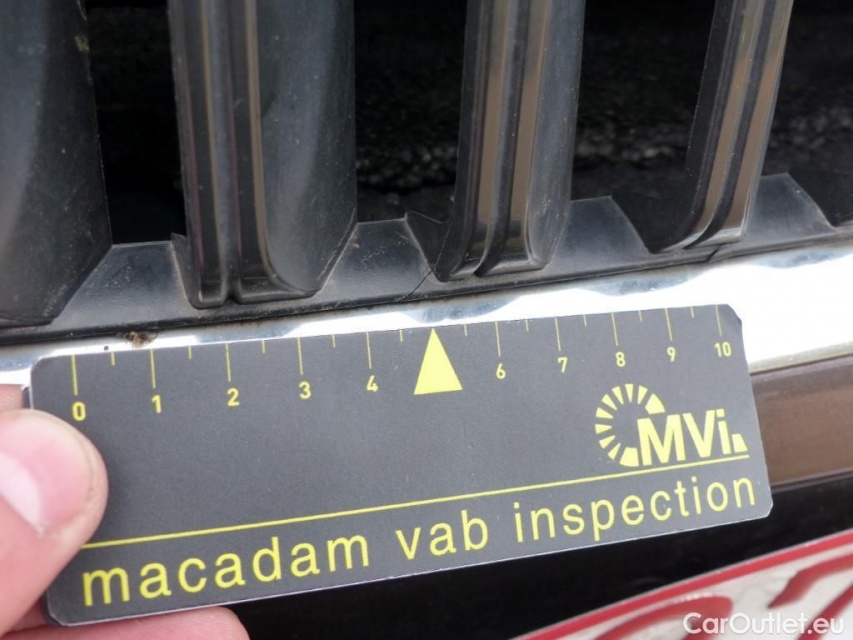 0 1 2 3 4 6 7 8 9 10
MVi
macadam vab inspection
CarOutlet.eu